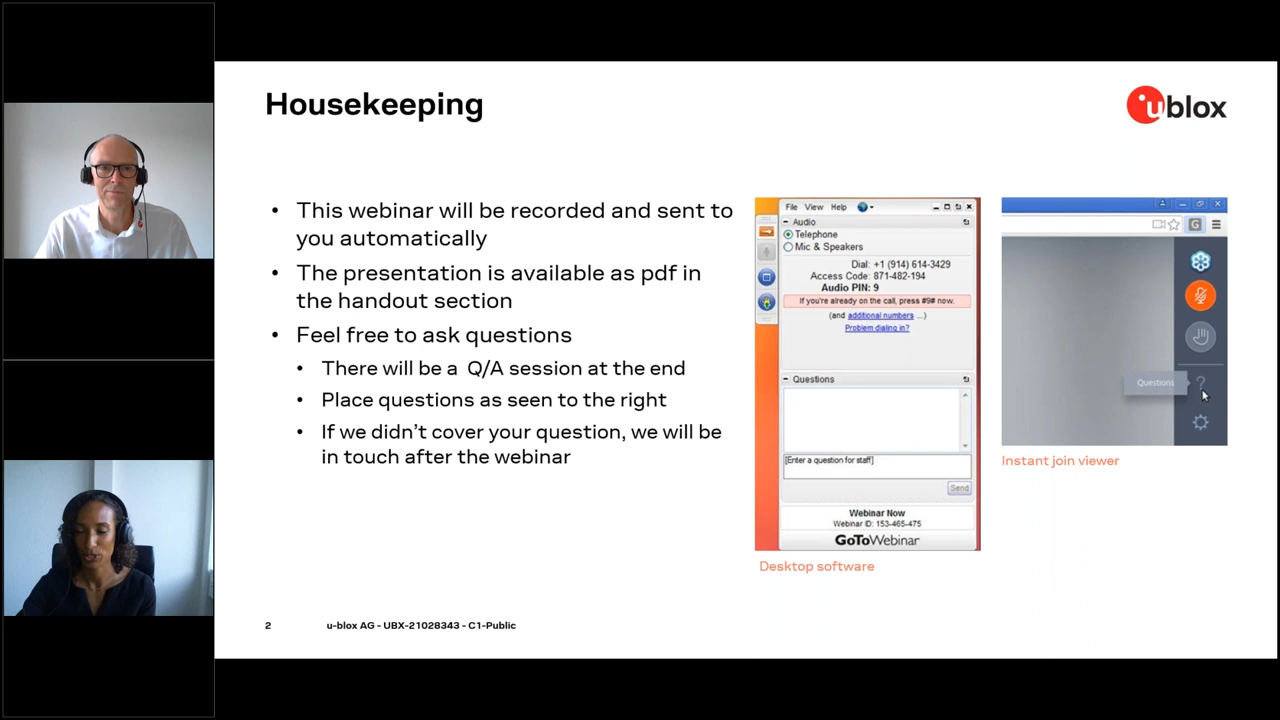 Housekeeping
ublox
• This webinar will be recorded and sent to
you automatically
• The presentation is available as pdf in
the handout section
• Feel free to ask questions
• There will be a Q/A session at the end
• Place questions as seen to the right
• If we didn't cover your question, we will be
in touch after the webinar
File View Help
Audio
Telephone
Mic & Speakers
Dial: +1 (914) 614-3429
Access Code: 871-482-194
Audio PIN: 9
If you're already on the call, press #9# now.
(and additional numbers ...)
Problem dialing in?
Questions
[Enter a question for staff]
Send
Webinar Now
Webinar ID: 153-465-475
GoToWebinar
Desktop software
G
Questions
?
Instant join viewer
2 u-blox AG - UBX-21028343 - C1-Public